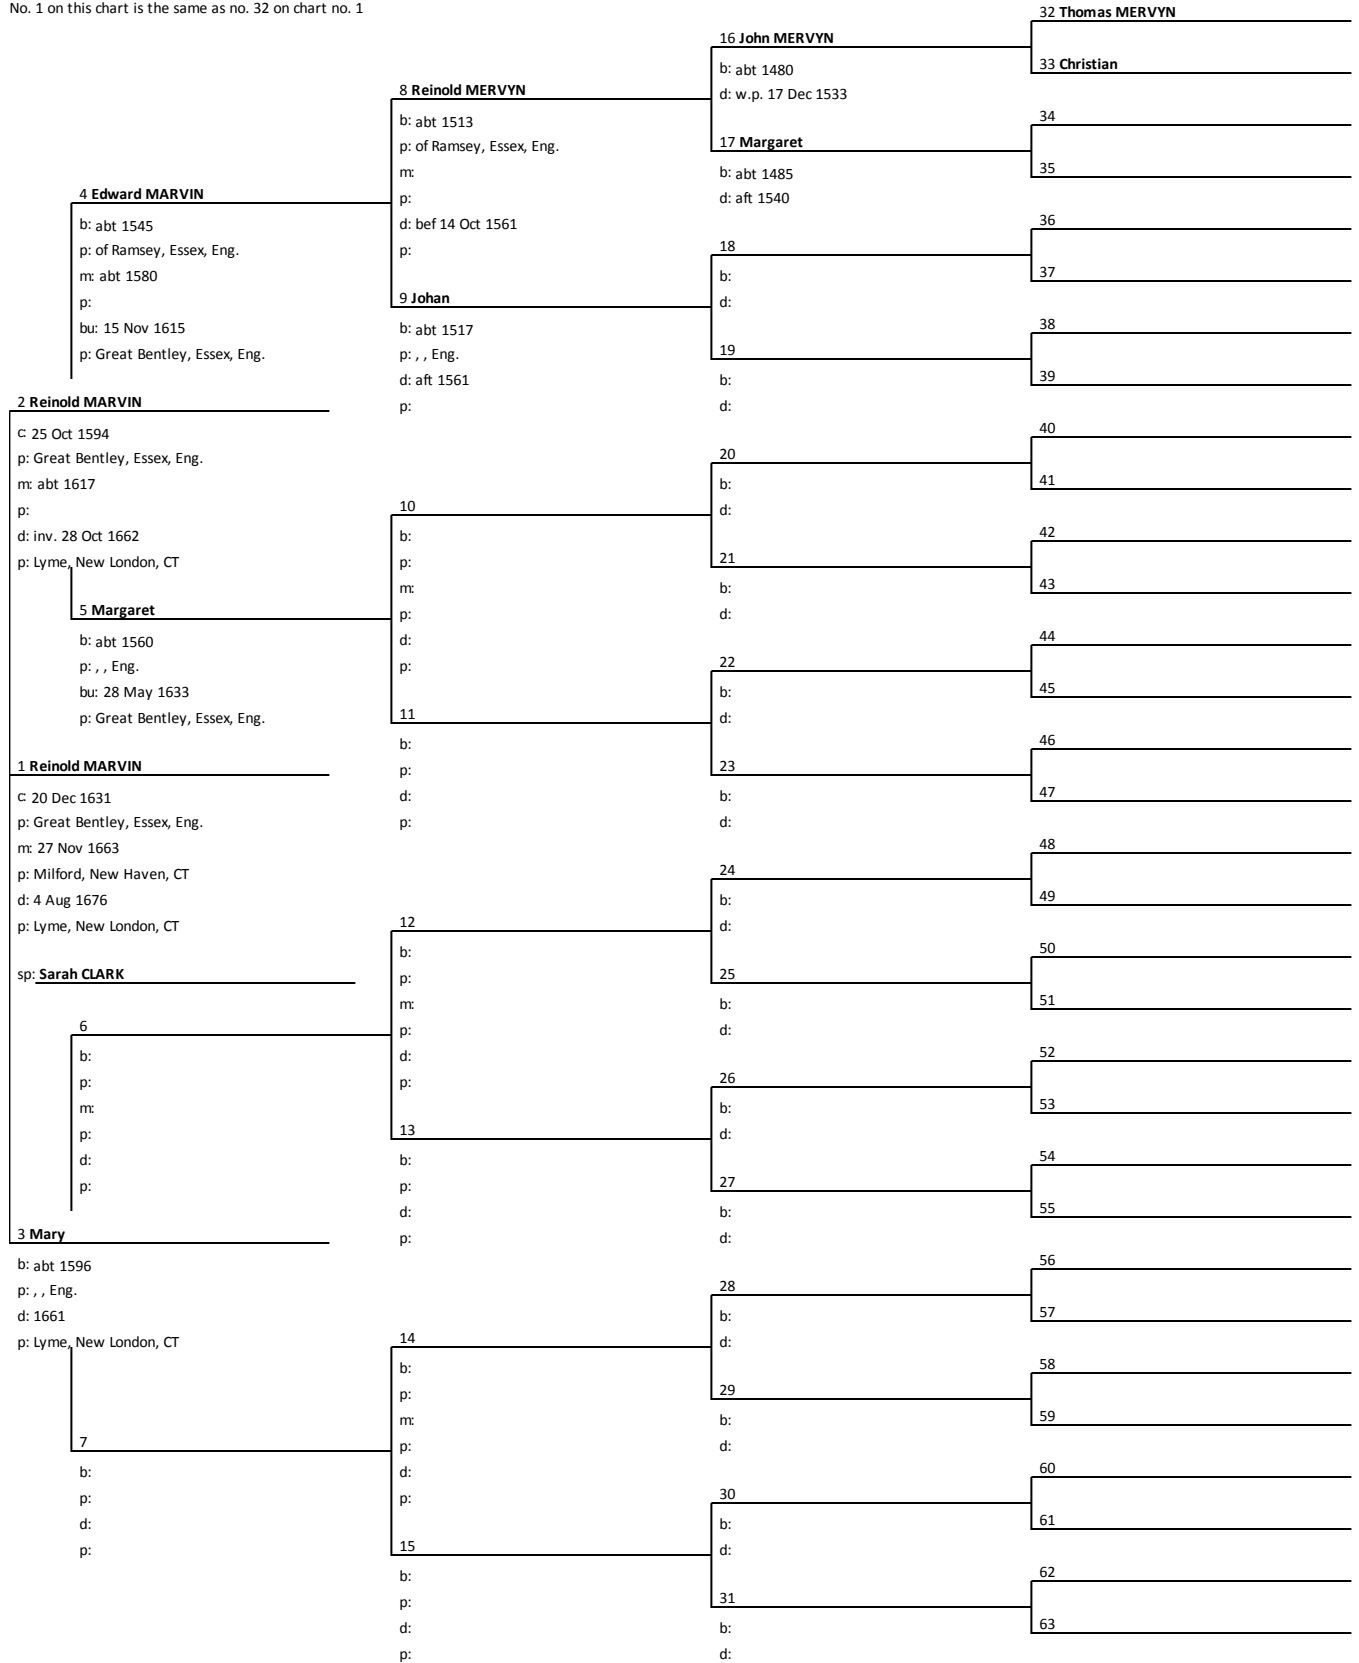 No. 1 on this chart is the same as no. 32 on chart no. 1
2 Reinold MARVIN
c: 25 Oct 1594
p: Great Bentley, Essex, Eng.
m: abt 1617
p:
d: inv. 28 Oct 1662
p: Lyme, New London, CT
1 Reinold MARVIN
c: 20 Dec 1631
p: Great Bentley, Essex, Eng.
m: 27 Nov 1663
p: Milford, New Haven, CT
d: 4 Aug 1676
p: Lyme, New London, CT
sp: Sarah CLARK
3 Mary
b: abt 1596
p: , , Eng.
d: 1661
p: Lyme, New London, CT
4 Edward MARVIN
b: abt 1545
p: of Ramsey, Essex, Eng.
m: abt 1580
p:
bu: 15 Nov 1615
p: Great Bentley, Essex, Eng.
5 Margaret
b: abt 1560
p: , , Eng.
bu: 28 May 1633
p: Great Bentley, Essex, Eng.
6
b:
p:
m:
p:
d:
p:
7
b:
p:
d:
p:
8 Reinold MERVYN
b: abt 1513
p: of Ramsey, Essex, Eng.
m:
p:
d: bef 14 Oct 1561
p:
9 Johan
b: abt 1517
p: , , Eng.
d: aft 1561
p:
10
b:
p:
m:
p:
d:
p:
11
b:
p:
d:
p:
12
b:
p:
m:
p:
d:
p:
13
b:
p:
d:
p:
14
b:
p:
m:
p:
d:
p:
15
b:
p:
d:
p:
16 John MERVYN
b: abt 1480
d: w.p. 17 Dec 1533
17 Margaret
b: abt 1485
d: aft 1540
18
b:
d:
19
b:
d:
20
b:
d:
21
b:
d:
22
b:
d:
23
b:
d:
24
b:
d:
25
b:
d:
26
b:
d:
27
b:
d:
28
b:
d:
29
b:
d:
30
b:
d:
31
b:
d:
32 Thomas MERVYN
33 Christian
34
35
36
37
38
39
40
41
42
43
44
45
46
47
48
49
50
51
52
53
54
55
56
57
58
59
60
61
62
63